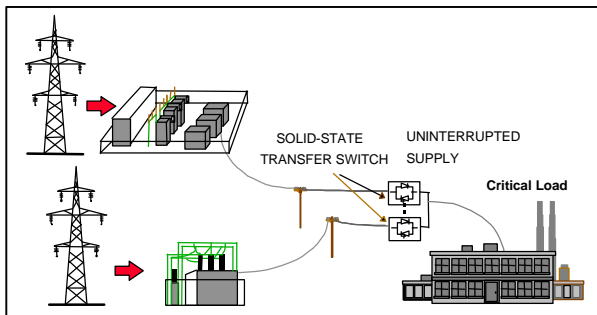 SOLID-STATE
TRANSFER SWITCH
UNINTERRUPTED
SUPPLY
Critical Load